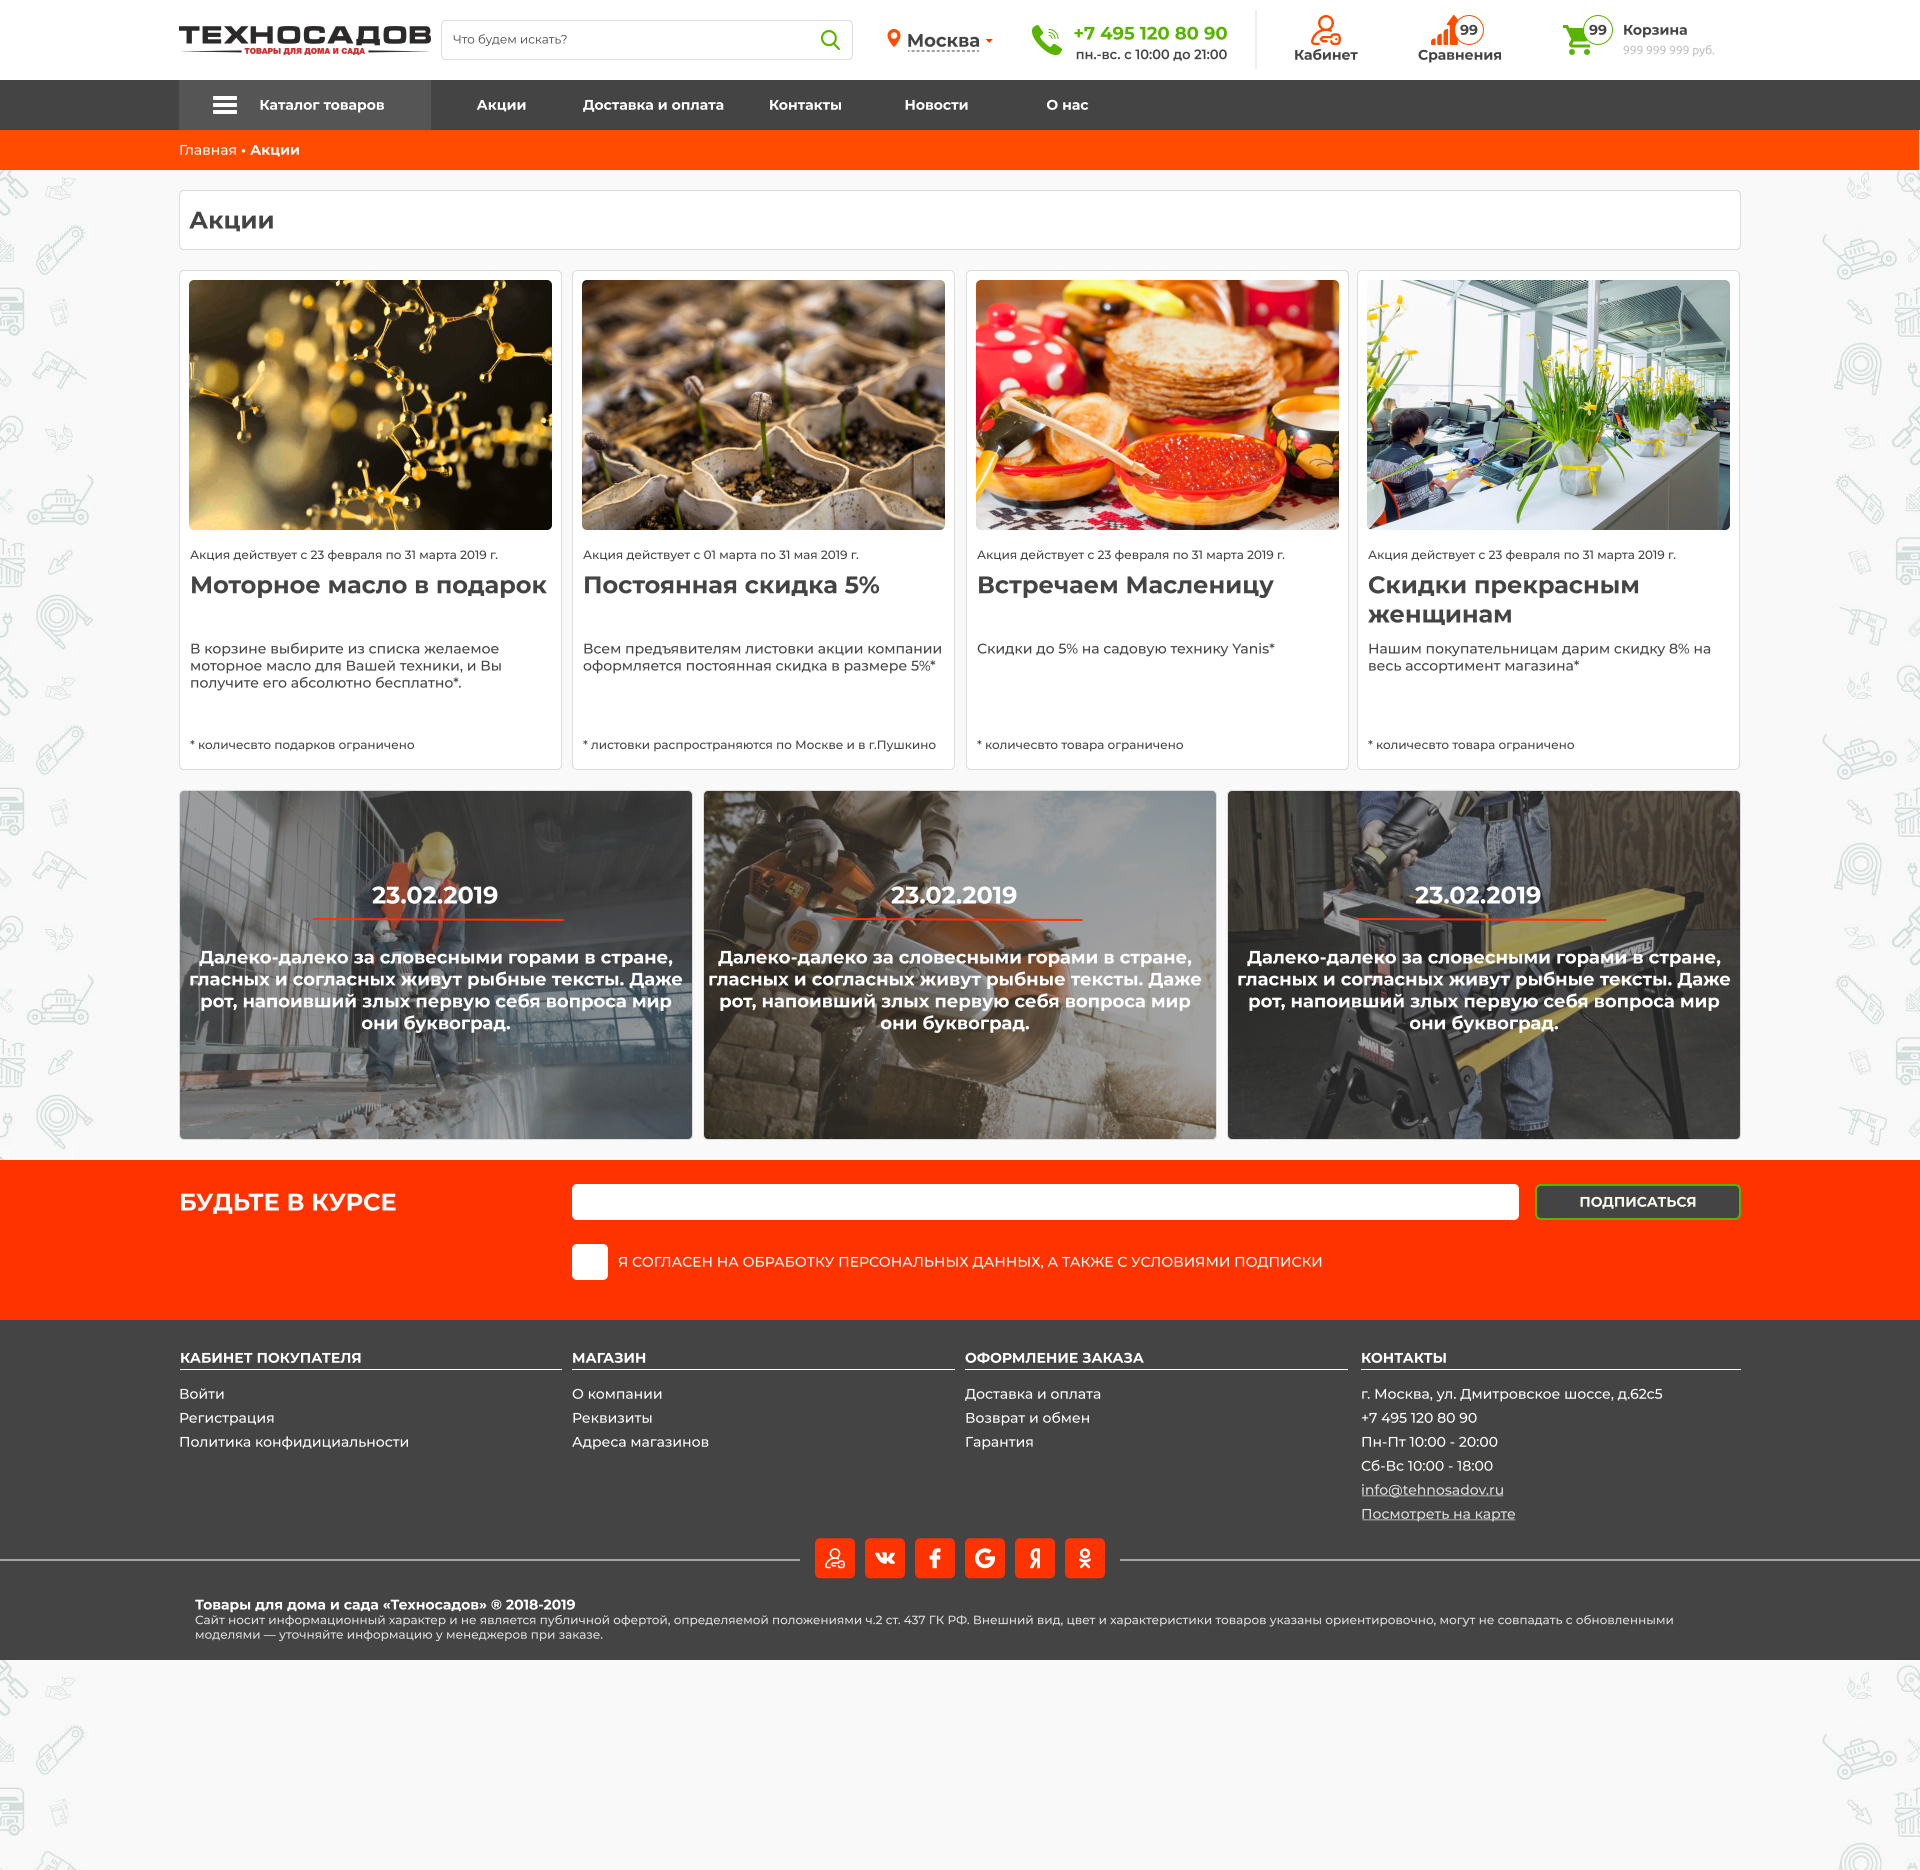 ТЕХНОСАДОВ
ТОВАРЫ ДЛЯ ДОМА И САДА
Что будем искать?
Москва
+7 495 120 80 90
пн.-вс. с 10:00 до 21:00
Кабинет
99
Сравнения
99
Корзина
999 999 999 руб.
Каталог товаров
Акции
Доставка и оплата
Контакты
Новости
О нас
Главная • Акции
Акции
Акция действует с 23 февраля по 31 марта 2019 г.
Моторное масло в подарок
В корзине выбирите из списка желаемое
моторное масло для Вашей техники, и Вы
получите его абсолютно бесплатно*.
* количесвто подарков ограничено
Акция действует с 01 марта по 31 мая 2019 г.
Постоянная скидка 5%
Всем предъявителям листовки акции компании
оформляется постоянная скидка в размере 5%*
* листовки распространяются по Москве и в г.Пушкино
Акция действует с 23 февраля по 31 марта 2019 г.
Встречаем Масленицу
Скидки до 5% на садовую технику Yanis*
* количесвто товара ограничено
Акция действует с 23 февраля по 31 марта 2019 г.
Скидки прекрасным
женщинам
Нашим покупательницам дарим скидку 8% на
весь ассортимент магазина*
* количесвто товара ограничено
23.02.2019
Далеко-далеко за словесными горами в стране,
гласных и согласных живут рыбные тексты. Даже
рот, напоивший злых первую себя вопроса мир
они буквоград.
23.02.2019
Далеко-далеко за словесными горами в стране,
гласных и согласных живут рыбные тексты. Даже
рот, напоивший злых первую себя вопроса мир
они буквоград.
23.02.2019
Далеко-далеко за словесными горами в стране,
гласных и согласных живут рыбные тексты. Даже
рот, напоивший злых первую себя вопроса мир
они буквоград.
БУДЬТЕ В КУРСЕ
ПОДПИСАТЬСЯ
Я СОГЛАСЕН НА ОБРАБОТКУ ПЕРСОНАЛЬНЫХ ДАННЫХ, А ТАКЖЕ С УСЛОВИЯМИ ПОДПИСКИ
КАБИНЕТ ПОКУПАТЕЛЯ
Войти
Регистрация
Политика конфидициальности
МАГАЗИН
О компании
Реквизиты
Адреса магазинов
ОФОРМЛЕНИЕ ЗАКАЗА
Доставка и оплата
Возврат и обмен
Гарантия
КОНТАКТЫ
г. Москва, ул. Дмитровское шоссе, д.62с5
+7 495 120 80 90
Пн-Пт 10:00 - 20:00
Сб-Вс 10:00 - 18:00
info@tehnosadov.ru
Посмотреть на карте
Товары для дома и сада «Техносадов» ® 2018-2019
Сайт носит информационный характер и не является публичной офертой, определяемой положениями ч.2 ст. 437 ГК РФ. Внешний вид, цвет и характеристики товаров указаны ориентировочно, могут не совпадать с обновленными
моделями — уточняйте информацию у менеджеров при заказе.